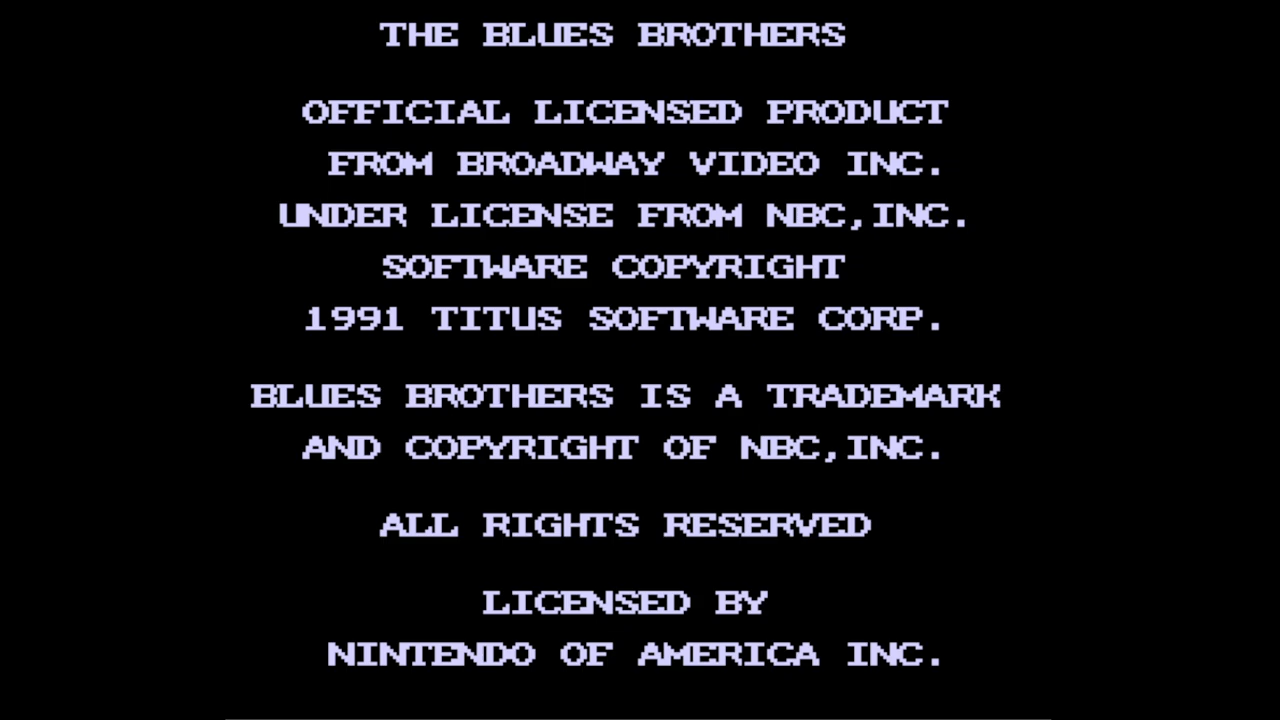 THE BLUES BROTHERS
OFFICIAL LICENSED PRODUCT
FROM BROADWAY VIDEO INC.
UNDER LICENSE FROM NBC,INC.
SOFTWARE COPYRIGHT
1991 TITUS SOFTWARE CORP.
BLUES BROTHERS IS A TRADEMARK
AND COPYRIGHT OF NBC,INC.
ALL RIGHTS RESERVED
LICENSED BY
NINTENDO OF AMERICA INC.